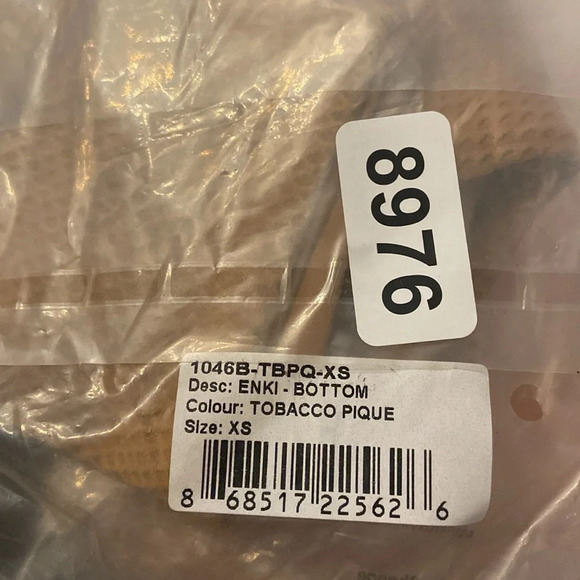 8976
1046B-TBPQ-XS
Desc: ENKI - BOTTOM
Colour: TOBACCO PIQUE
Size: XS
8 68517 22562 6